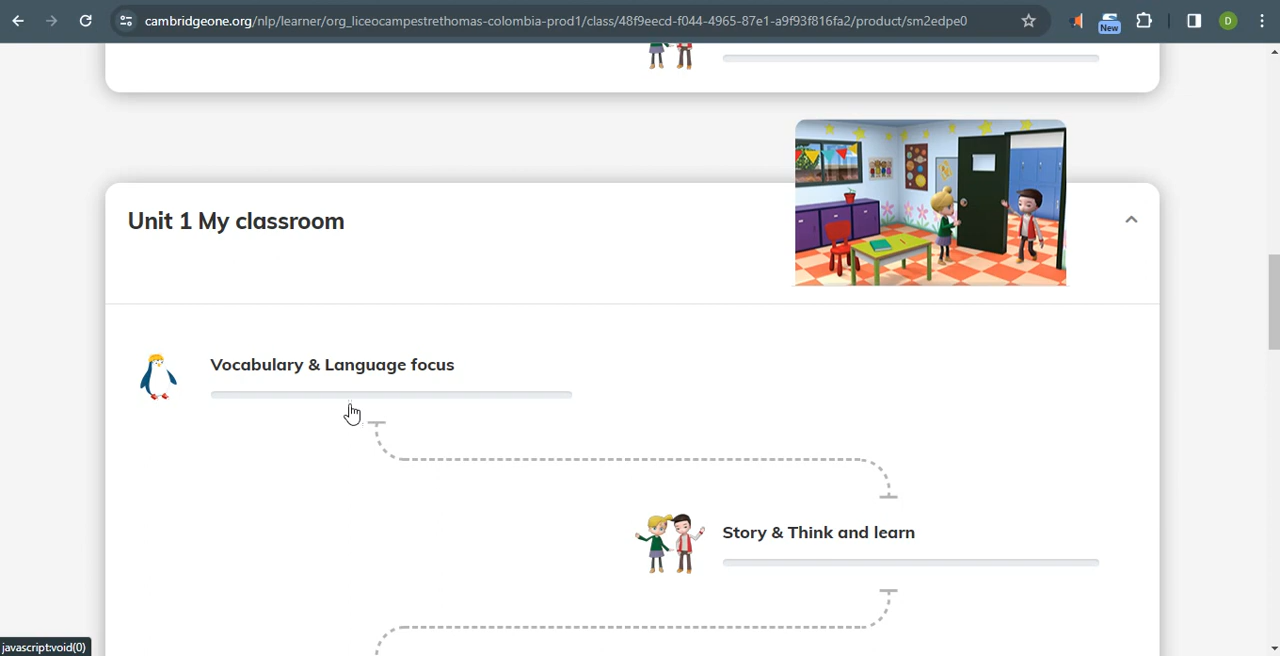 cambridgeone.org/nlp/learner/org_liceocampestrethomas-colombia-prod1/class/48f9eecd-f044-4965-87e1-a9f93f816fa2/product/sm2edpe0
New
D
Unit 1 My classroom
Vocabulary & Language focus
Story & Think and learn
javascript:void(0)